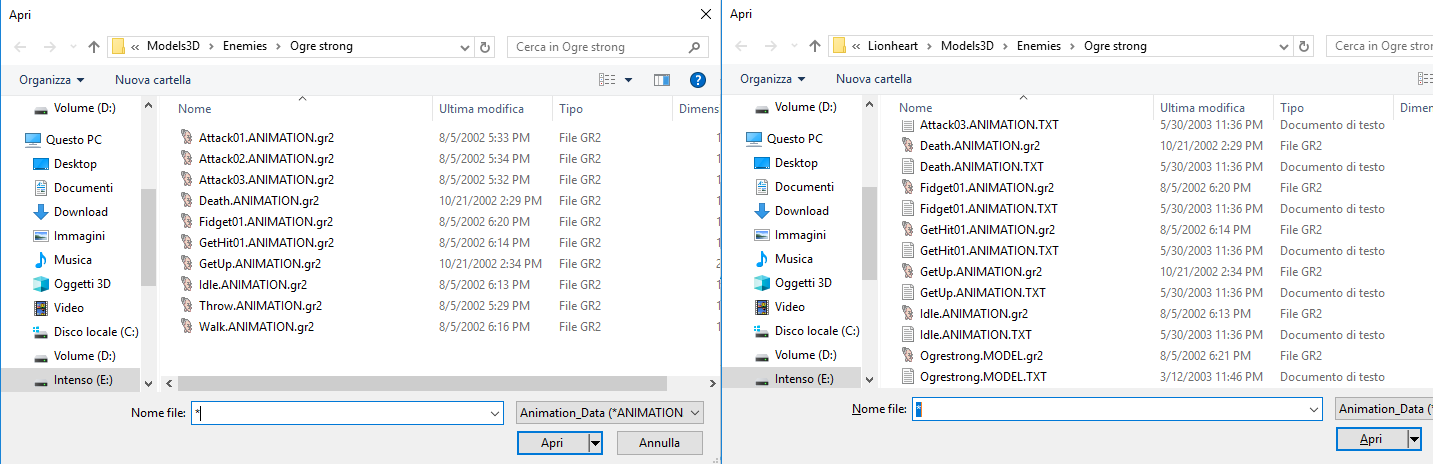 Apri
« Models3D > Enemies > Ogre strong
Cerca in Ogre strong
Organizza
Nuova cartella
Volume (D:)
Questo PC
Desktop
Documenti
Download
Immagini
Musica
Oggetti 3D
Video
Disco locale (C:)
Volume (D:)
Intenso (E:)
Nome Ultima modifica Tipo Dimens
Attack01.ANIMATION.gr2 8/5/2002 5:33 PM File GR2 1
Attack02.ANIMATION.gr2 8/5/2002 5:34 PM File GR2 1
Attack03.ANIMATION.gr2 8/5/2002 5:32 PM File GR2 1
Death.ANIMATION.gr2 10/21/2002 2:29 PM File GR2 1
Fidget01.ANIMATION.gr2 8/5/2002 6:20 PM File GR2 1
GetHit01.ANIMATION.gr2 8/5/2002 6:14 PM File GR2 1
GetUp.ANIMATION.gr2 10/21/2002 2:34 PM File GR2 2
Idle.ANIMATION.gr2 8/5/2002 6:13 PM File GR2 1
Throw.ANIMATION.gr2 8/5/2002 5:29 PM File GR2 1
Walk.ANIMATION.gr2 8/5/2002 6:16 PM File GR2 1
Nome file: *
Animation_Data (*ANIMATION
Apri
Annulla
Apri
« Lionheart > Models3D > Enemies > Ogre strong
Cerca in Ogre stron
Organizza
Nuova cartella
Volume (D:)
Questo PC
Desktop
Documenti
Download
Immagini
Musica
Oggetti 3D
Video
Disco locale (C:)
Volume (D:)
Intenso (E:)
Nome Ultima modifica Tipo Dimen
Attack03.ANIMATION.TXT 5/30/2003 11:36 PM Documento di testo
Death.ANIMATION.gr2 10/21/2002 2:29 PM File GR2
Death.ANIMATION.TXT 5/30/2003 11:36 PM Documento di testo
Fidget01.ANIMATION.gr2 8/5/2002 6:20 PM File GR2
Fidget01.ANIMATION.TXT 5/30/2003 11:36 PM Documento di testo
GetHit01.ANIMATION.gr2 8/5/2002 6:14 PM File GR2
GetHit01.ANIMATION.TXT 5/30/2003 11:36 PM Documento di testo
GetUp.ANIMATION.gr2 10/21/2002 2:34 PM File GR2
GetUp.ANIMATION.TXT 5/30/2003 11:36 PM Documento di testo
Idle.ANIMATION.gr2 8/5/2002 6:13 PM File GR2
Idle.ANIMATION.TXT 5/30/2003 11:36 PM Documento di testo
Ogrestrong.MODEL.gr2 8/5/2002 6:21 PM File GR2
Ogrestrong.MODEL.TXT 3/12/2003 11:46 PM Documento di testo
Nome file: *
Animation_Data (*
Apri